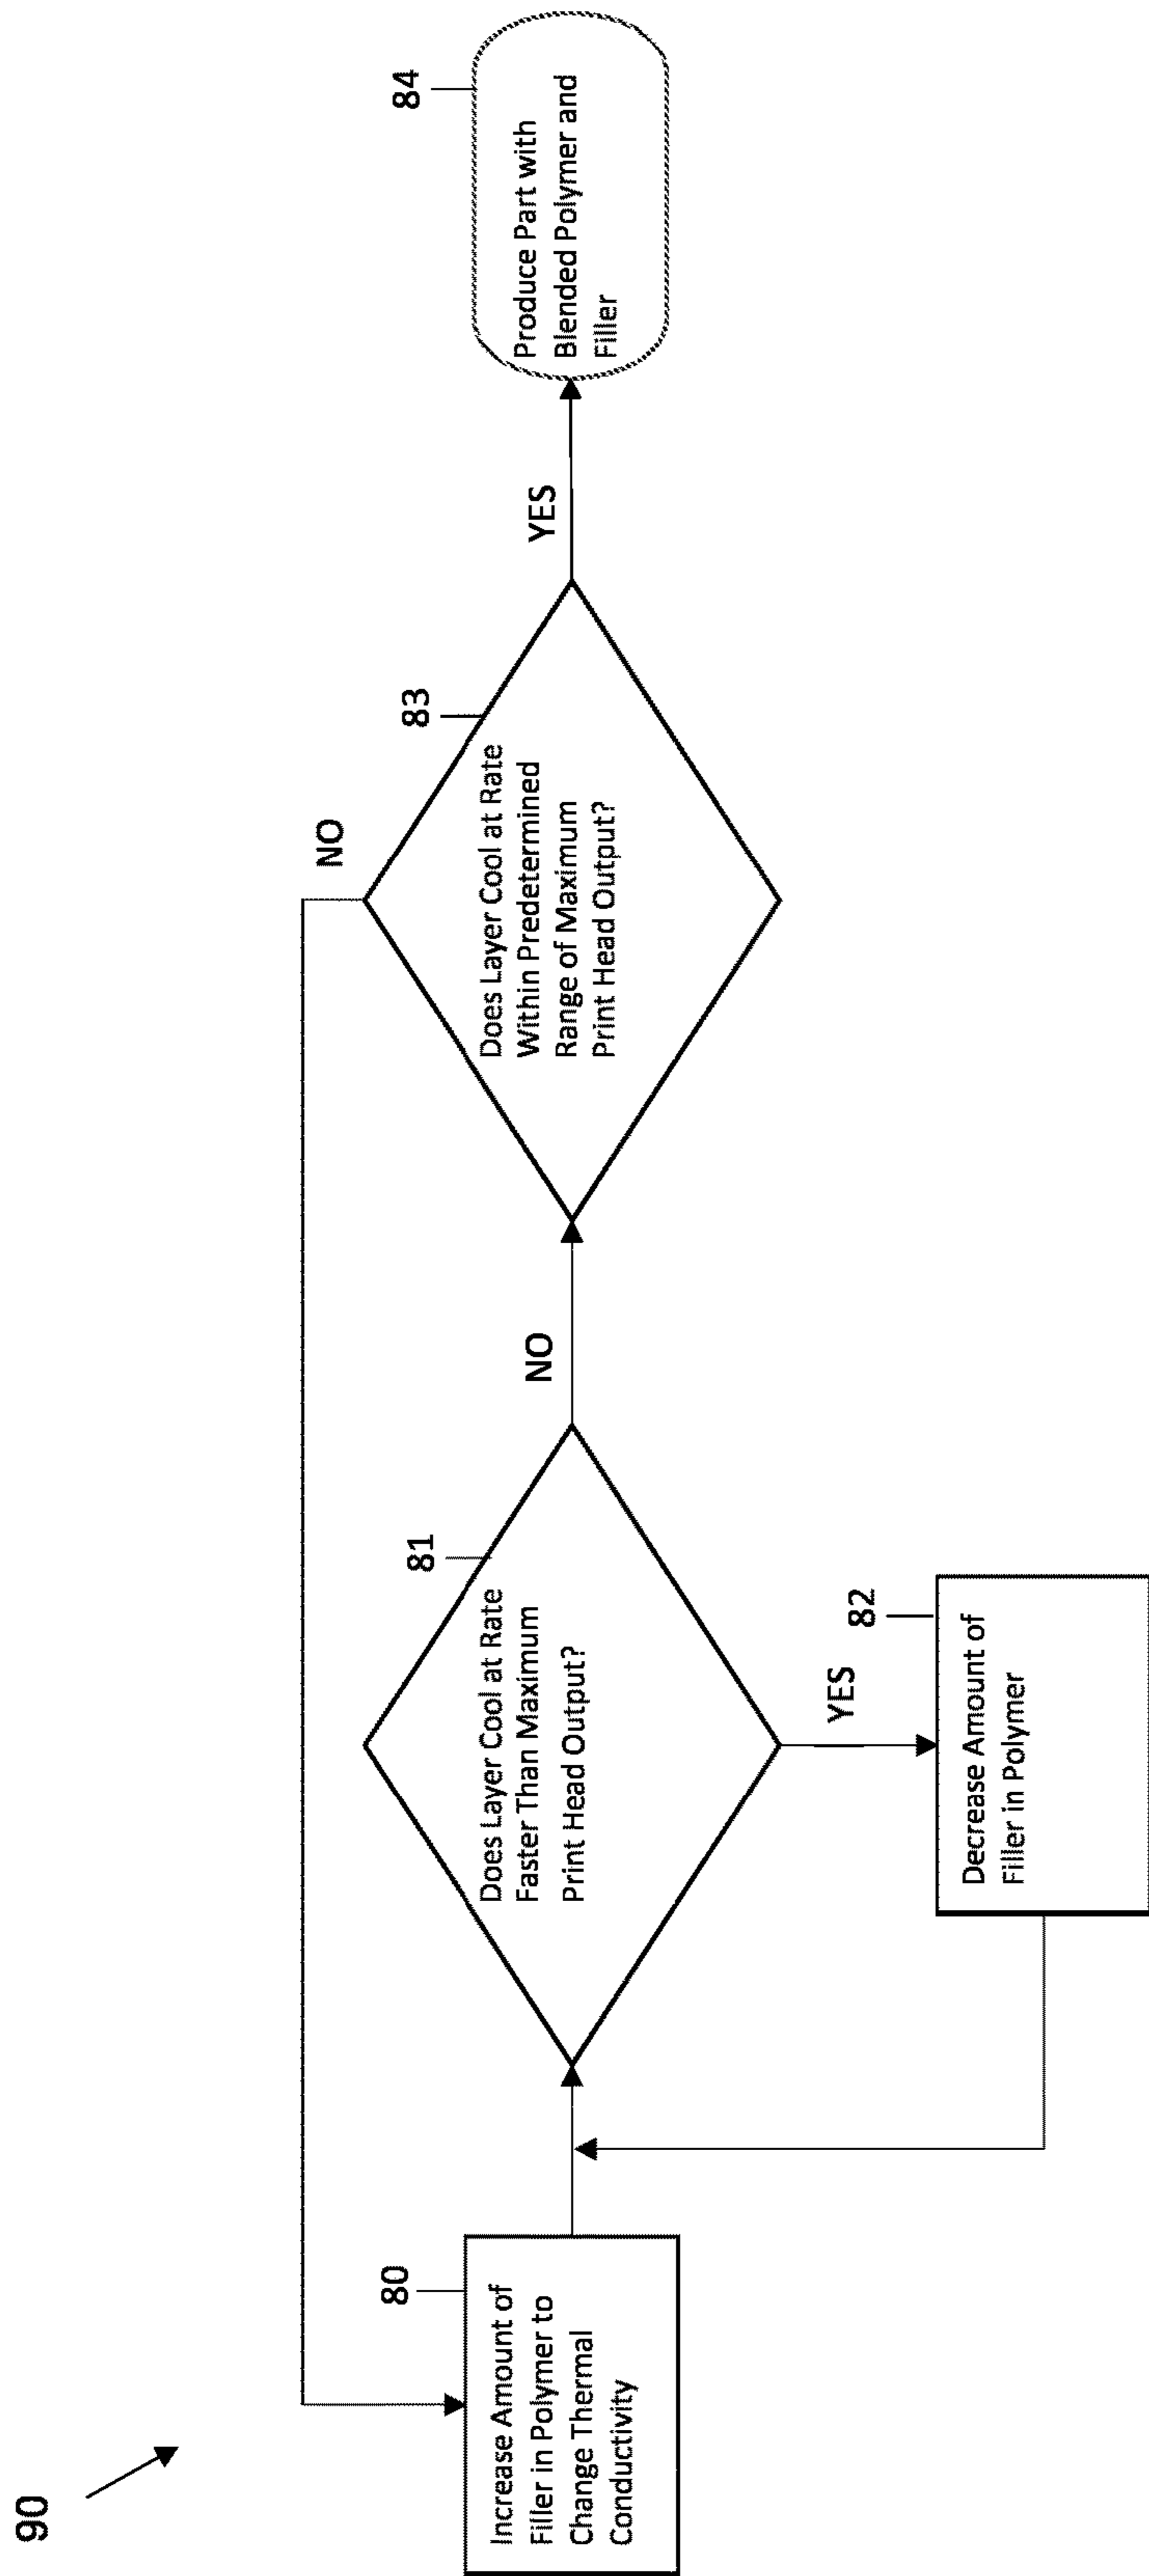 90
80
Increase Amount of
Filler in Polymer to
Change Thermal
Conductivity
81
Does Layer Cool at Rate
Faster Than Maximum
Print Head Output?
YES
82
Decrease Amount of
Filler in Polymer
NO
83
Does Layer Cool at Rate
Within Predetermined
Range of Maximum
Print Head Output?
NO
YES
84
Produce Part with
Blended Polymer and
Filler